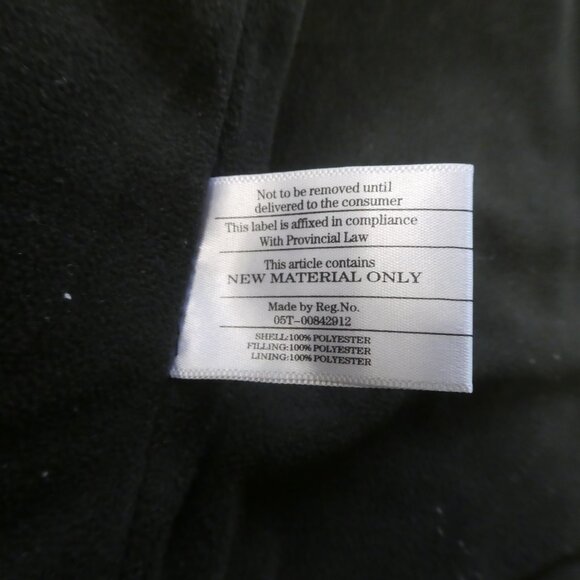 Not to be removed until
delivered to the consumer
This label is affixed in compliance
With Provincial Law
This article contains
NEW MATERIAL ONLY
Made by Reg.No.
05T-00842912
SHELL:100% POLYESTER
FILLING:100% POLYESTER
LINING:100% POLYESTER